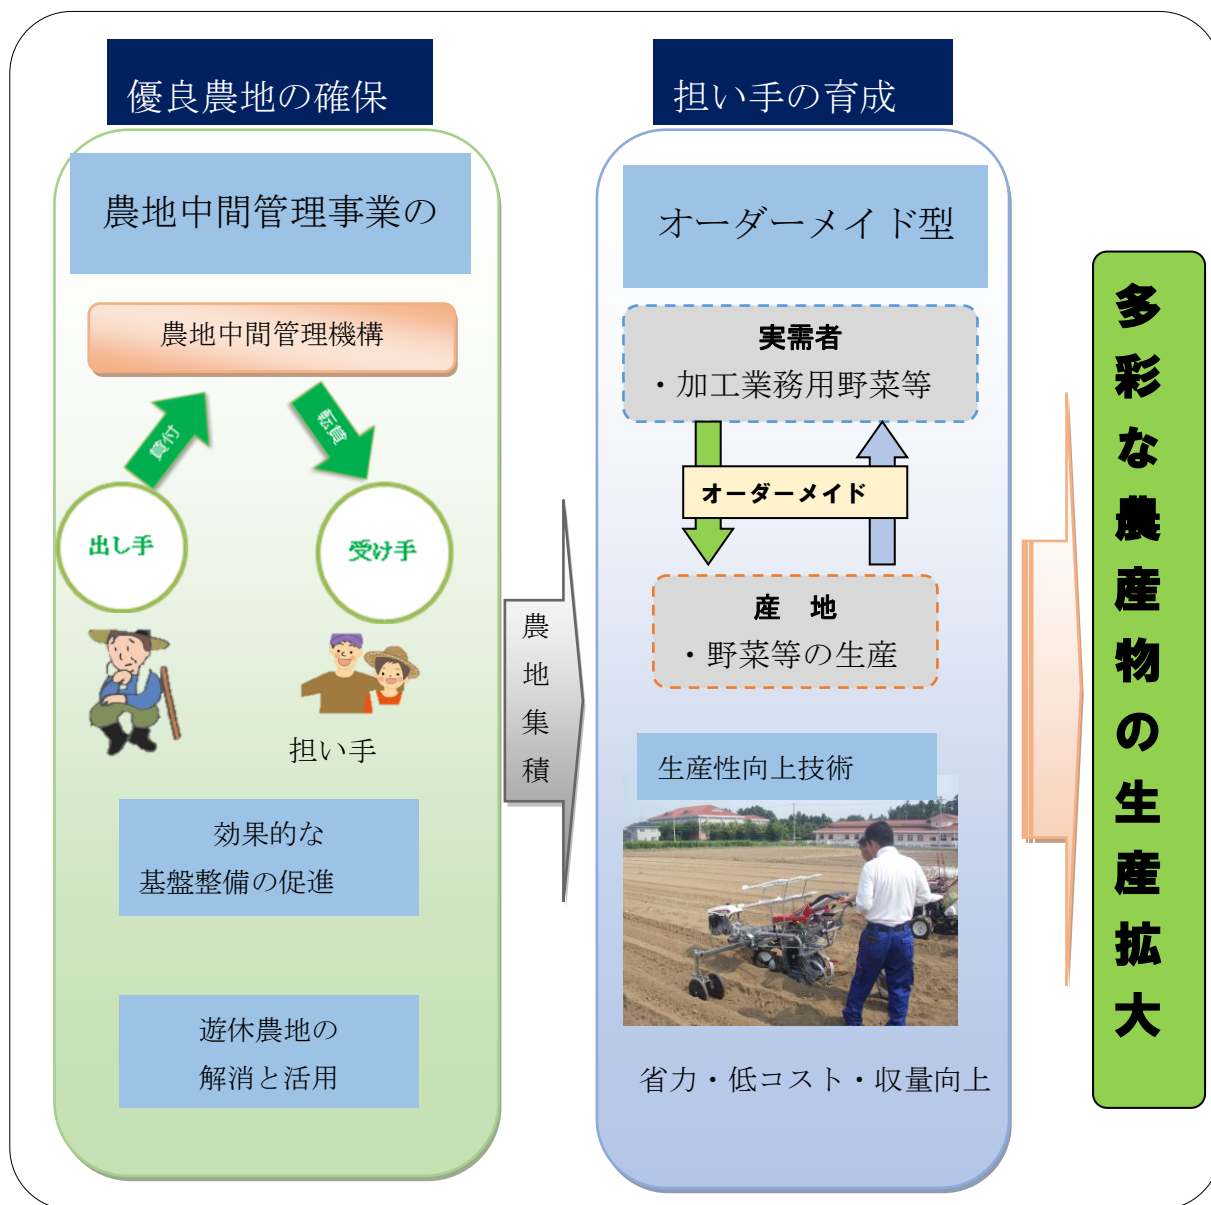 優良農地の確保
農地中間管理事業の
農地中間管理機構
貸付
転貸
出し手
受け手
担い手
効果的な
基盤整備の促進
遊休農地の
解消と活用
農地集積
担い手の育成
オーダーメイド型
実需者
・加工業務用野菜等
オーダーメイド
産　地
・野菜等の生産
生産性向上技術
省力・低コスト・収量向上
多彩な農産物の生産拡大